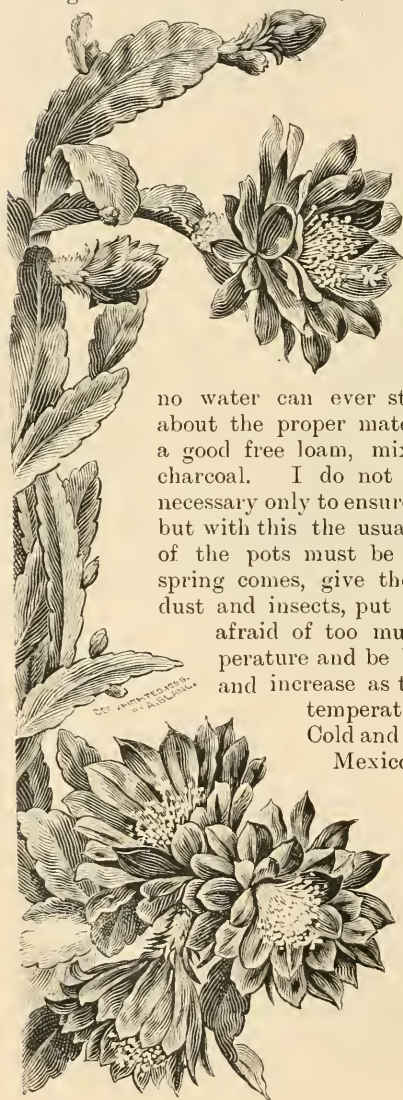 no water can ever st
about the proper mate
a good free loam, mix
charcoal. I do not
necessary only to ensure
but with this the usua
of the pots must be
spring comes, give the
dust and insects, put
afraid of too mu
perature and be
and increase as t
temperat
Cold and
Mexico
BY A. BLANC.